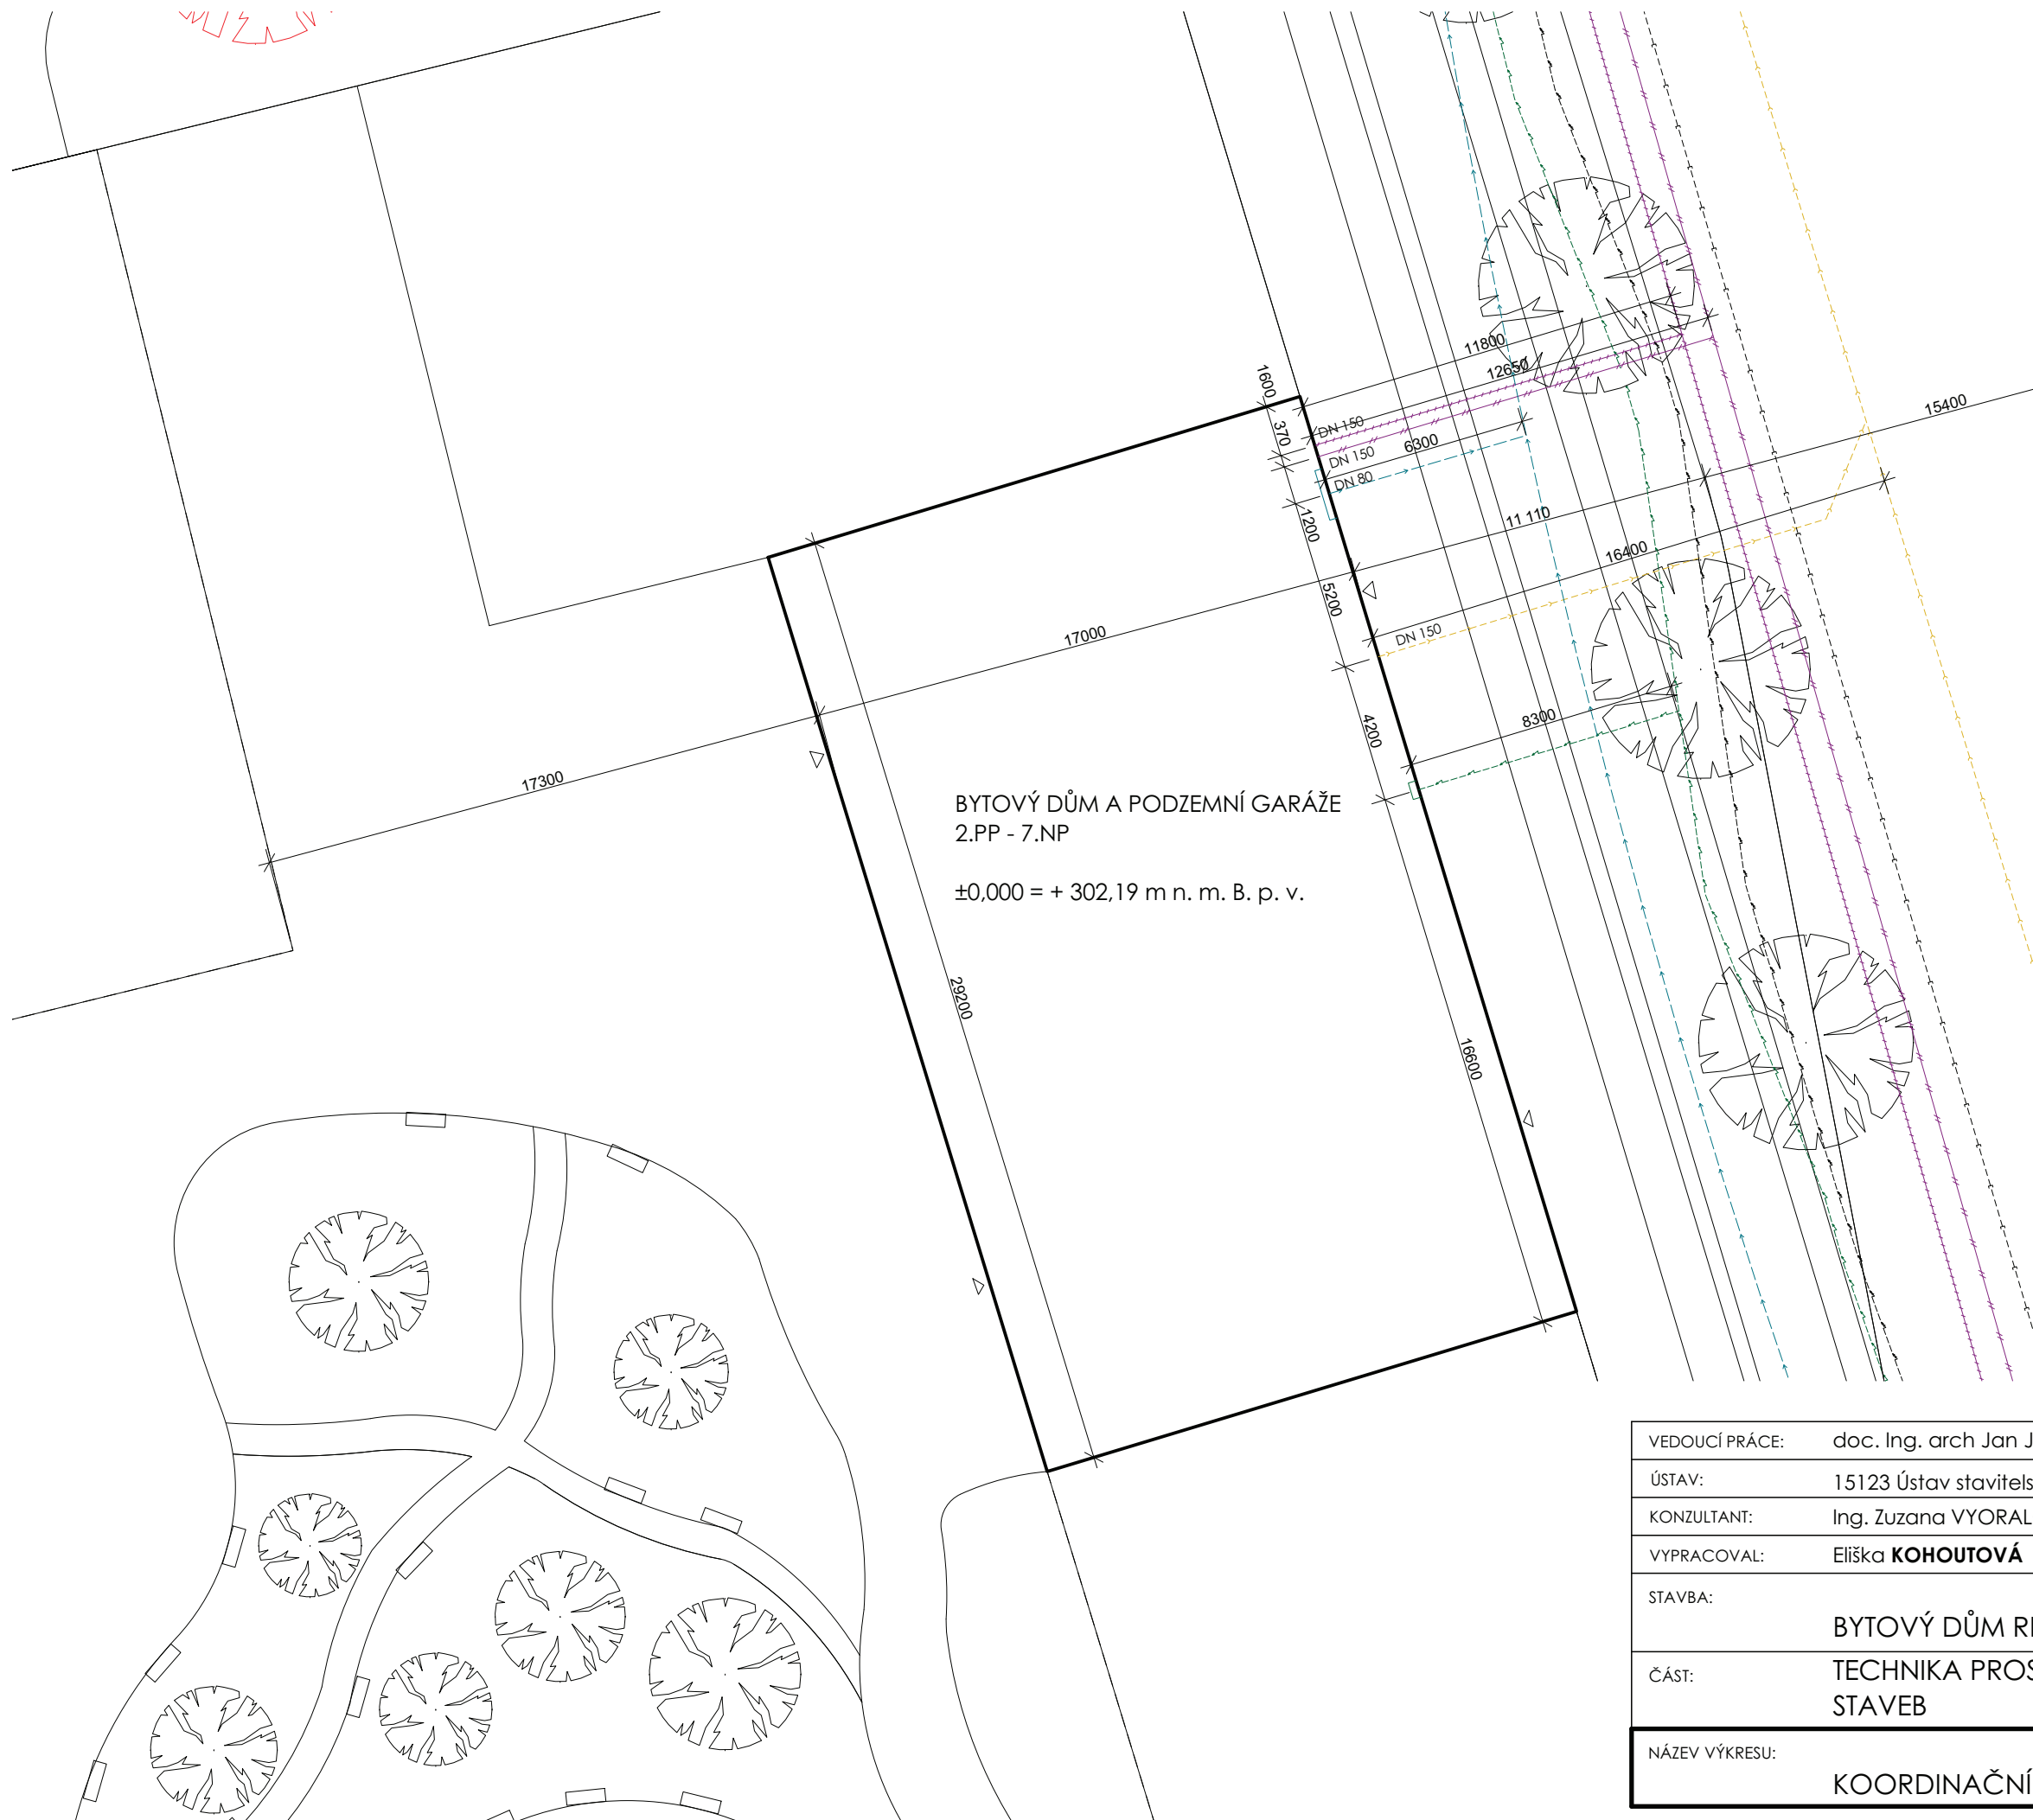 11800
12650
1600
DN 150
370
6300
DN 150
DN 80
15400
1200
11 110
16400
5200
DN 150
17000
4200
8300
17300
BYTOVÝ DŮM A PODZEMNÍ GARÁŽE
2.PP - 7.NP
±0,000 = + 302,19 m n. m. B. p. v.
29200
16600
VEDOUCÍ PRÁCE: doc. Ing. arch Jan J
ÚSTAV: 15123 Ústav stavitels
KONZULTANT: Ing. Zuzana VYORAL
VYPRACOVAL: Eliška KOHOUTOVÁ
STAVBA:
BYTOVÝ DŮM
ČÁST: TECHNIKA PROS
STAVEB
NÁZEV VÝKRESU:
KOORDINAČNÍ